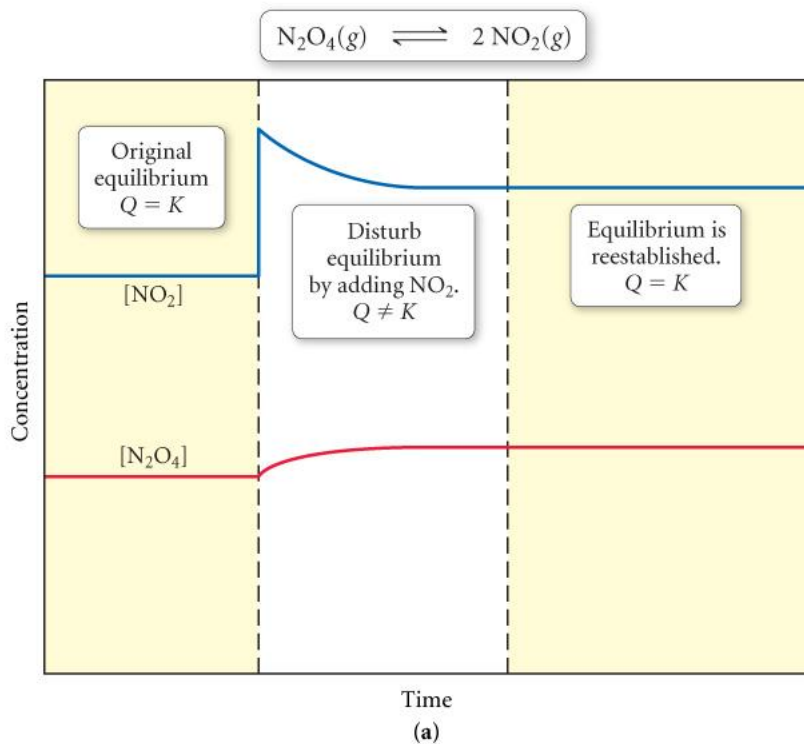 N₂O₄(g) ⇌ 2 NO₂(g)
Original
equilibrium
Q = K
[NO₂]
Disturb
equilibrium
by adding NO₂.
Q ≠ K
Equilibrium is
reestablished.
Q = K
[N₂O₄]
Concentration
Time
(a)